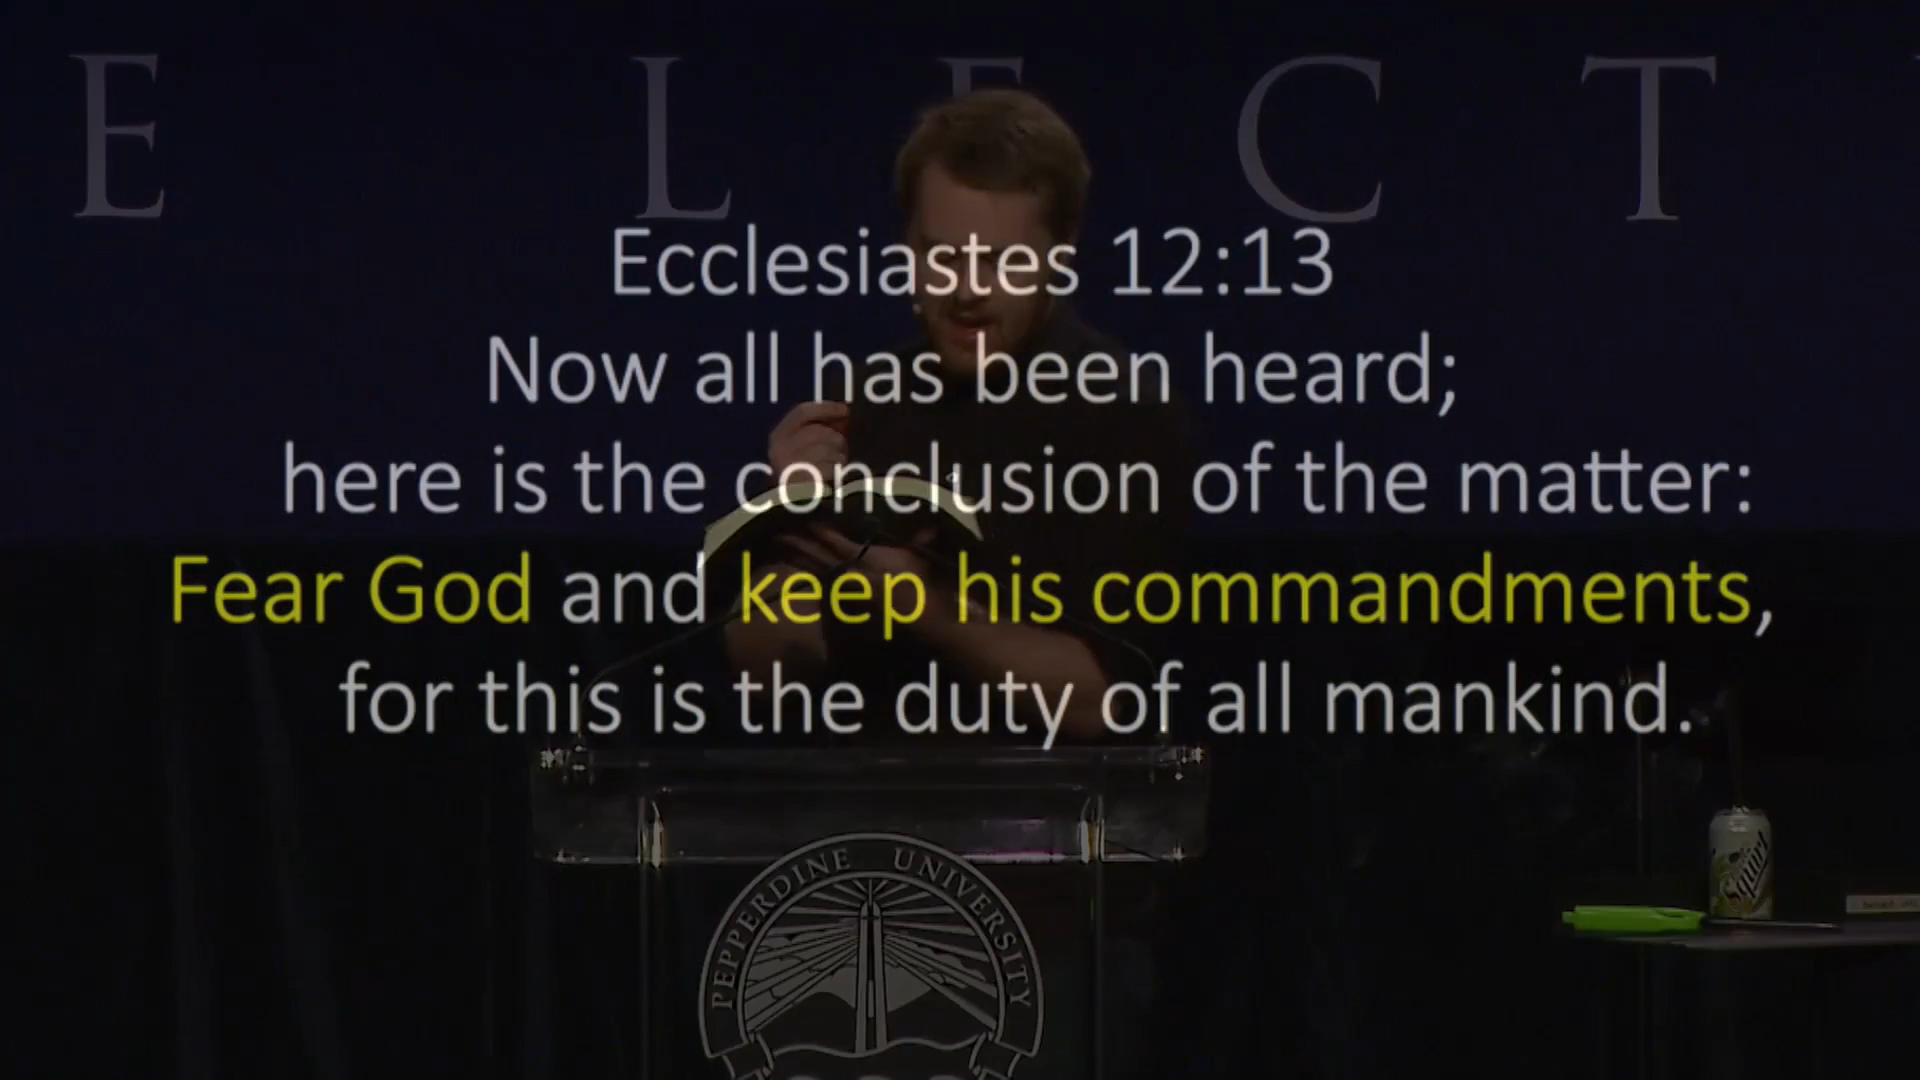 E L E C T
Ecclesiastes 12:13
Now all has been heard;
here is the conclusion of the matter:
Fear God and keep his commandments,
for this is the duty of all mankind.
PEPPERDINE UNIVERSITY
Squirt